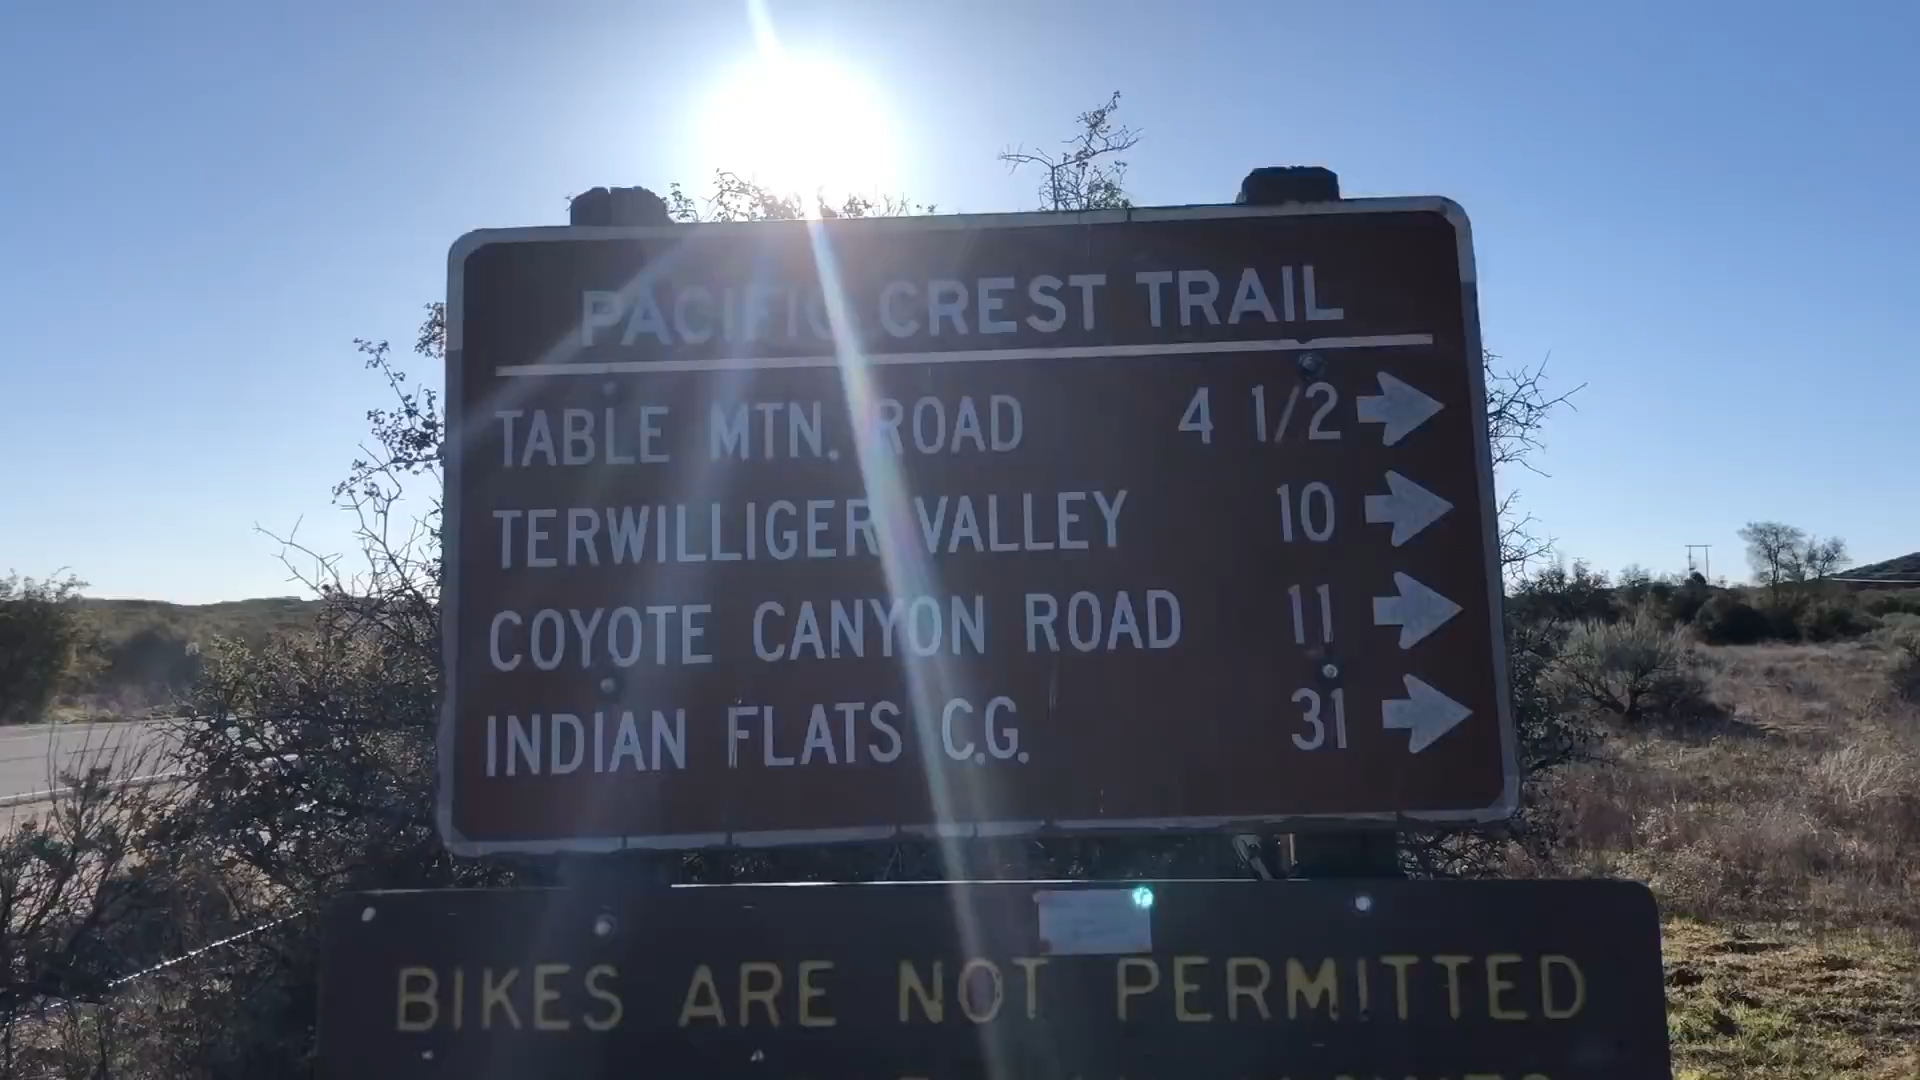 PACIFIC CREST TRAIL
TABLE MTN. ROAD 4 1/2
TERWILLIGER VALLEY 10
COYOTE CANYON ROAD 11
INDIAN FLATS C.G. 31
BIKES ARE NOT PERMITTED